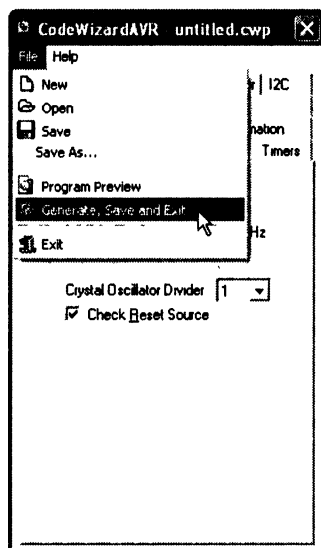 CodeWizardAVR untitled.cwp
File Help
New
Open
Save
Save As...
Program Preview
Generate, Save and Exit
Exit
I2C
mation
Timers
Hz
Crystal Oscillator Divider 1
Check Reset Source